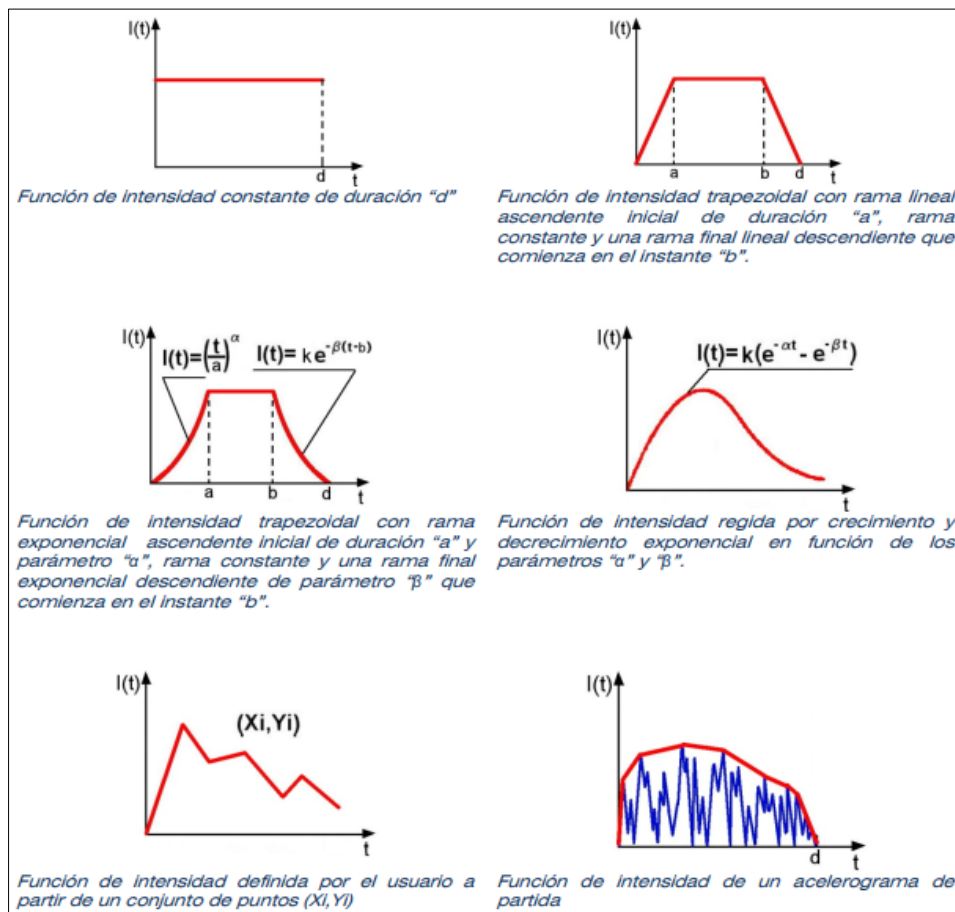 I(t)
d
t
Función de intensidad constante de duración “d”
I(t)
a
b
d
t
Función de intensidad trapezoidal con rama lineal
ascendente inicial de duración “a”, rama
constante y una rama final lineal descendiente que
comienza en el instante “b”.
I(t)
I(t)=(t/a)^α
I(t)= k e^-β(t-b)
a
b
d
t
Función de intensidad trapezoidal con rama
exponencial ascendente inicial de duración “a” y
parámetro “α”, rama constante y una rama final
exponencial descendiente de parámetro “β” que
comienza en el instante “b”.
I(t)
I(t)=k(e^-αt - e^-βt)
t
Función de intensidad regida por crecimiento y
decrecimiento exponencial en función de los
parámetros “α” y “β”.
I(t)
(Xi,Yi)
t
Función de intensidad definida por el usuario a
partir de un conjunto de puntos (Xi,Yi)
I(t)
d
t
Función de intensidad de un acelerograma de
partida